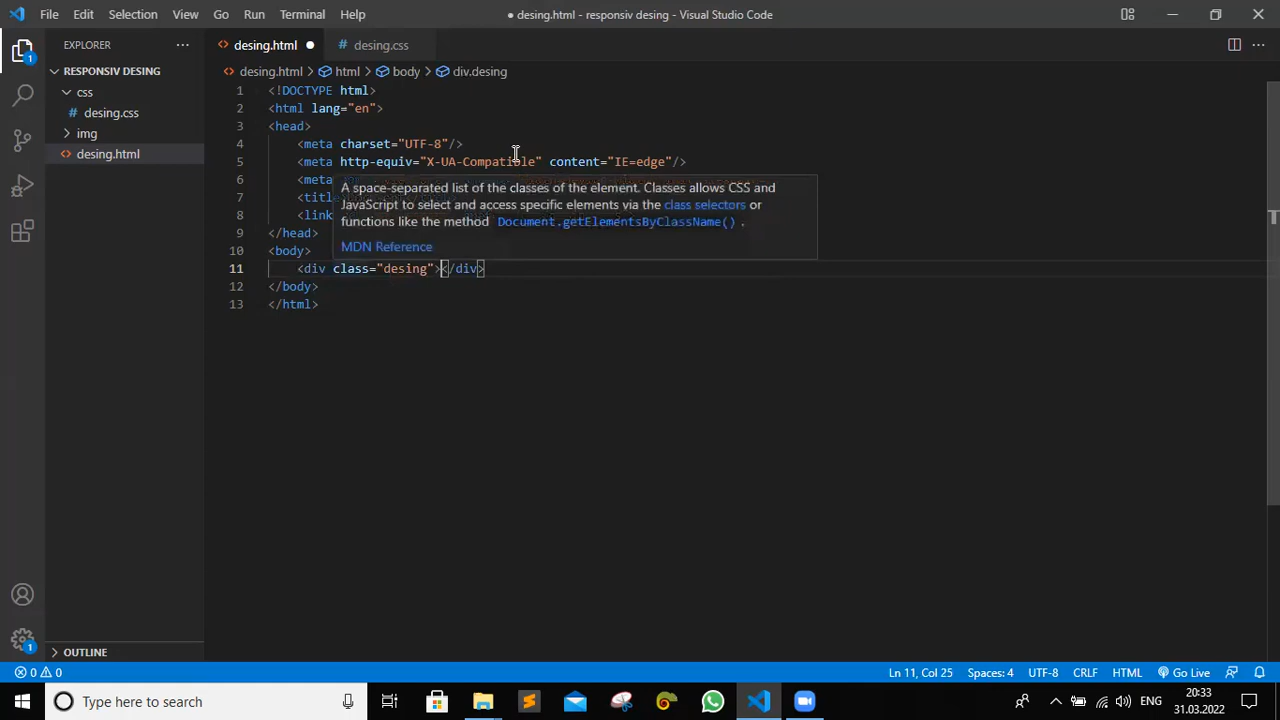 File Edit Selection View Go Run Terminal Help
● desing.html - responsiv desing - Visual Studio Code
EXPLORER
desing.html ● desing.css
RESPONSIV DESING
css
desing.css
img
desing.html
OUTLINE
desing.html > html > body > div.desing
1 <!DOCTYPE html>
2 <html lang="en">
3 <head>
4 <meta charset="UTF-8"/>
5 <meta http-equiv="X-UA-Compatible" content="IE=edge"/>
6 <meta
7 <title
8 <link
A space-separated list of the classes of the element. Classes allows CSS and
JavaScript to select and access specific elements via the class selectors or
functions like the method Document.getElementsByClassName() .
MDN Reference
9 </head>
10 <body>
11 <div class="desing"></div>
12 </body>
13 </html>
1
1
0 0
Ln 11, Col 25 Spaces: 4 UTF-8 CRLF HTML Go Live
Type here to search
ENG
20:33
31.03.2022